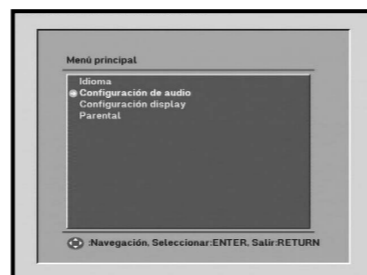 Menú principal
Idioma
Configuración de audio
Configuración display
Parental
:Navegación, Seleccionar:ENTER, Salir:RETURN